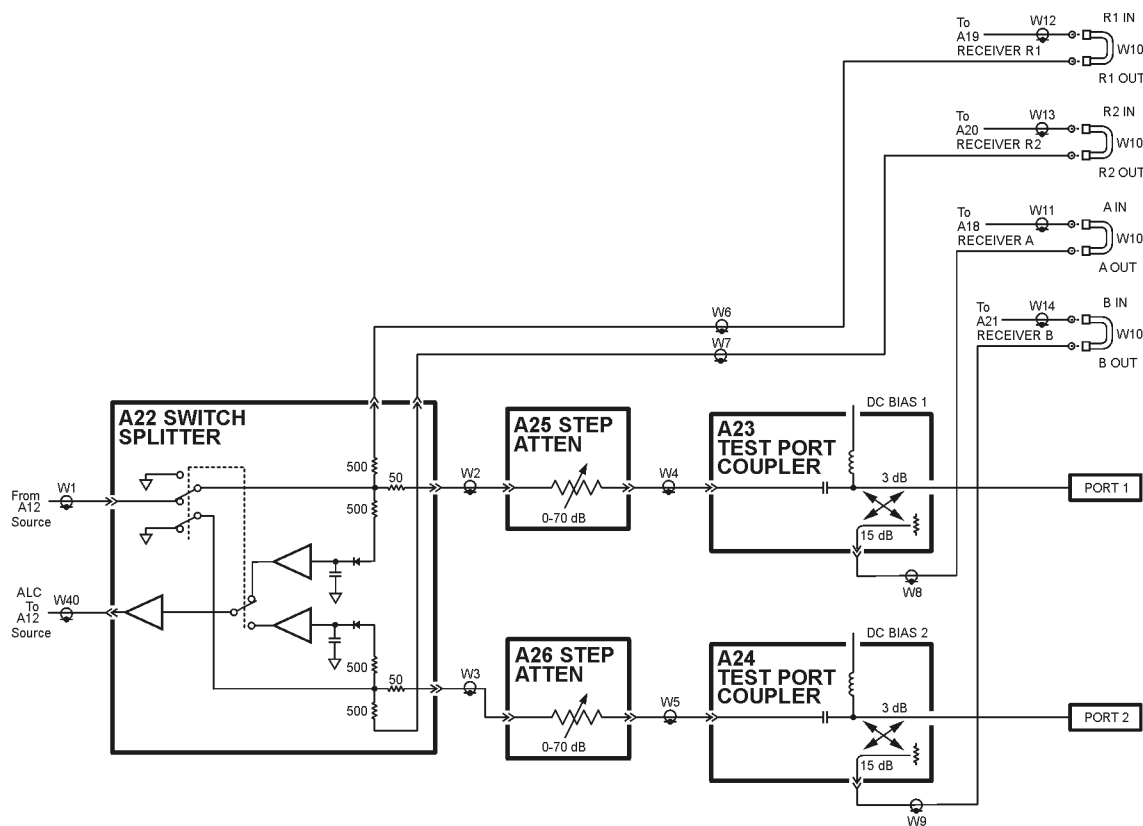 To
A19
RECEIVER R1
W12
R1 IN
W10
R1 OUT
To
A20
RECEIVER R2
W13
R2 IN
W10
R2 OUT
To
A18
RECEIVER A
W11
A IN
W10
A OUT
To
A21
RECEIVER B
W14
B IN
W10
B OUT
W6
W7
A22 SWITCH
SPLITTER
From
A12
Source
W1
ALC
To
A12
Source
W40
500
50
500
500
50
500
W2
A25 STEP
ATTEN
0-70 dB
W4
A23
TEST PORT
COUPLER
DC BIAS 1
3 dB
15 dB
PORT 1
W8
W3
A26 STEP
ATTEN
0-70 dB
W5
A24
TEST PORT
COUPLER
DC BIAS 2
3 dB
15 dB
PORT 2
W9